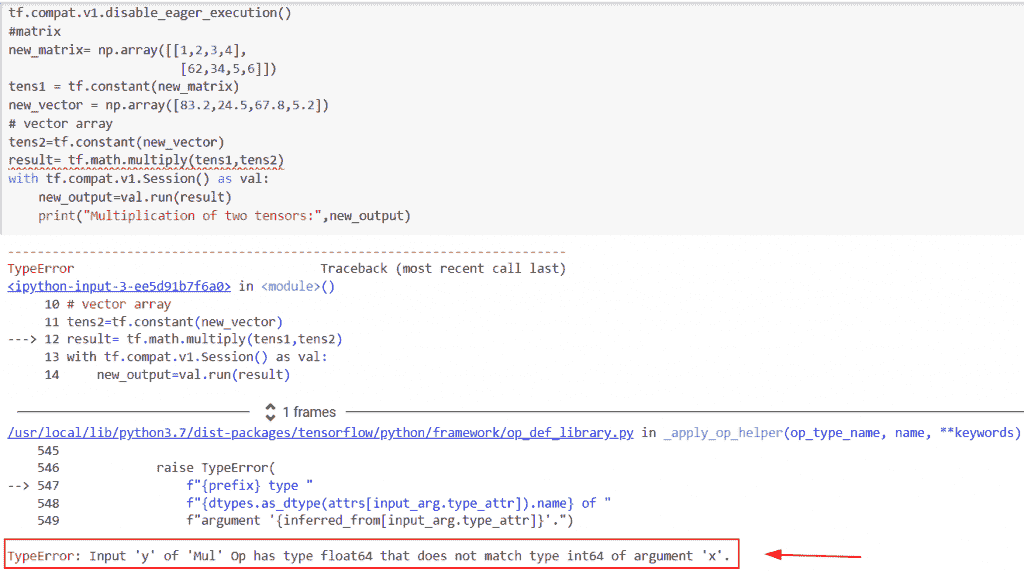 tf.compat.v1.disable_eager_execution()
#matrix
new_matrix= np.array([[1,2,3,4],
                      [62,34,5,6]])
tens1 = tf.constant(new_matrix)
new_vector = np.array([83.2,24.5,67.8,5.2])
# vector array
tens2=tf.constant(new_vector)
result= tf.math.multiply(tens1,tens2)
with tf.compat.v1.Session() as val:
    new_output=val.run(result)
    print("Multiplication of two tensors:",new_output)
---------------------------------------------------------------------------
TypeError                                 Traceback (most recent call last)
<ipython-input-3-ee5d91b7f6a0> in <module>()
     10 # vector array
     11 tens2=tf.constant(new_vector)
---> 12 result= tf.math.multiply(tens1,tens2)
     13 with tf.compat.v1.Session() as val:
     14     new_output=val.run(result)
1 frames
/usr/local/lib/python3.7/dist-packages/tensorflow/python/framework/op_def_library.py in _apply_op_helper(op_type_name, name, **keywords)
    545
    546             raise TypeError(
--> 547                 f"{prefix} type "
    548                 f"{dtypes.as_dtype(attrs[input_arg.type_attr]).name} of "
    549                 f"argument '{inferred_from[input_arg.type_attr]}'.")
TypeError: Input 'y' of 'Mul' Op has type float64 that does not match type int64 of argument 'x'.